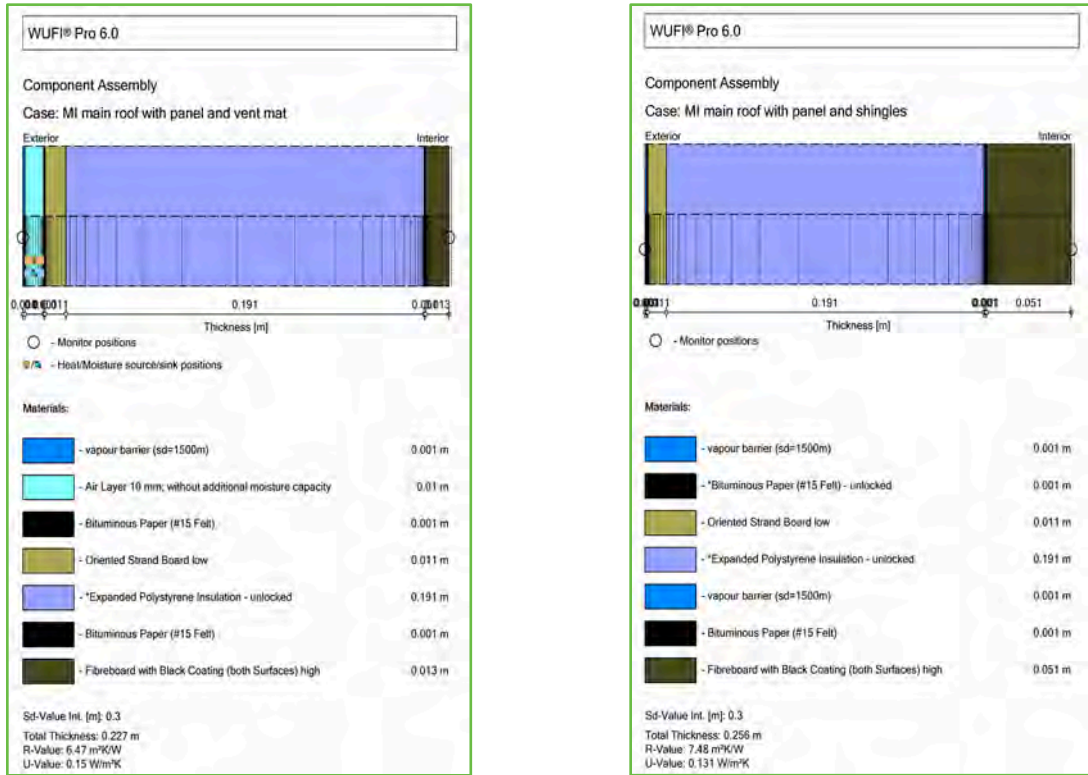 WUFI® Pro 6.0
Component Assembly
Case: MI main roof with panel and vent mat
Exterior Interior
0.191 0.013
Thickness [m]
- Monitor positions
- Heat/Moisture source/sink positions
Materials:
- vapour barrier (sd=1500m) 0.001 m
- Air Layer 10 mm; without additional moisture capacity 0.01 m
- Bituminous Paper (#15 Felt) 0.001 m
- Oriented Strand Board low 0.011 m
- *Expanded Polystyrene Insulation - unlocked 0.191 m
- Bituminous Paper (#15 Felt) 0.001 m
- Fibreboard with Black Coating (both Surfaces) high 0.013 m
Sd-Value Int. [m]: 0.3
Total Thickness: 0.227 m
R-Value: 6.47 m²K/W
U-Value: 0.15 W/m²K
WUFI® Pro 6.0
Component Assembly
Case: MI main roof with panel and shingles
Exterior Interior
0.191 0.001 0.051
Thickness [m]
- Monitor positions
Materials:
- vapour barrier (sd=1500m) 0.001 m
- *Bituminous Paper (#15 Felt) - unlocked 0.001 m
- Oriented Strand Board low 0.011 m
- *Expanded Polystyrene Insulation - unlocked 0.191 m
- vapour barrier (sd=1500m) 0.001 m
- Bituminous Paper (#15 Felt) 0.001 m
- Fibreboard with Black Coating (both Surfaces) high 0.051 m
Sd-Value Int. [m]: 0.3
Total Thickness: 0.256 m
R-Value: 7.48 m²K/W
U-Value: 0.131 W/m²K